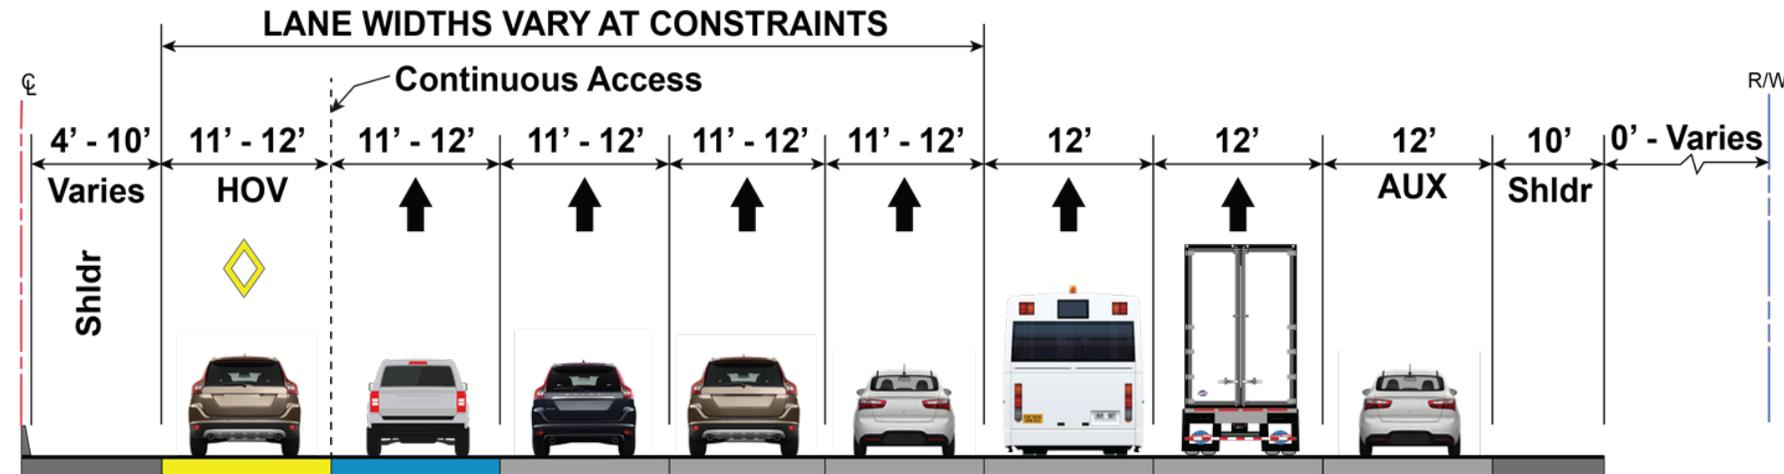 LANE WIDTHS VARY AT CONSTRAINTS
Continuous Access
℄
R/W
4’ - 10’ 11’ - 12’ 11’ - 12’ 11’ - 12’ 11’ - 12’ 11’ - 12’ 12’ 12’ 12’ 10’ 0’ - Varies
Varies HOV AUX Shldr
Shldr